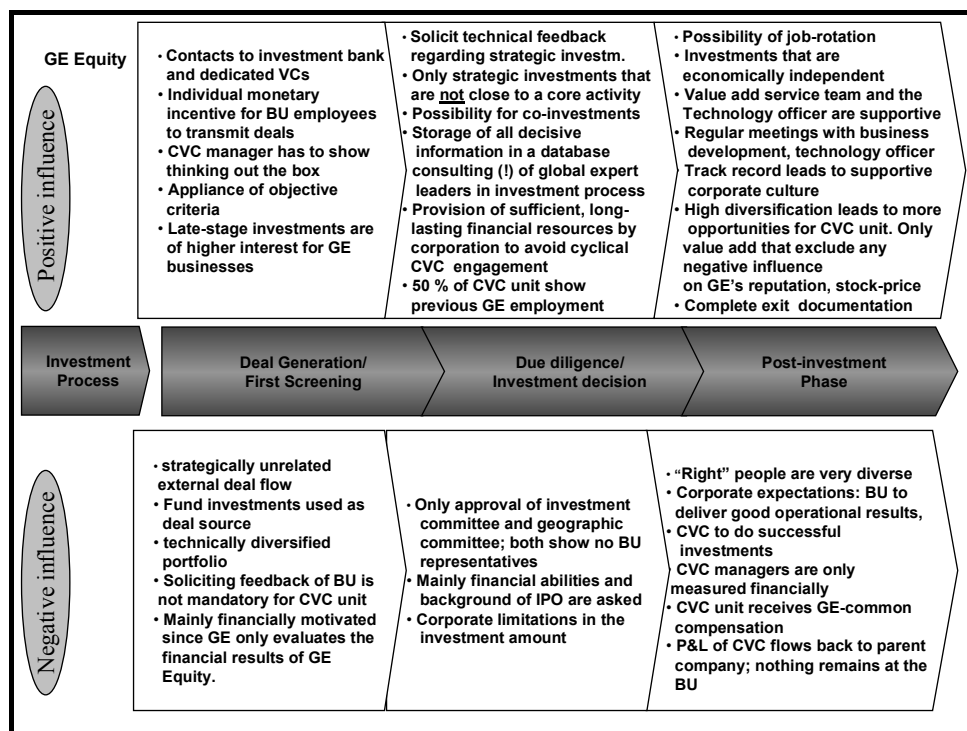 GE Equity
Positive influence
• Contacts to investment bank
and dedicated VCs
• Individual monetary
incentive for BU employees
to transmit deals
• CVC manager has to show
thinking out the box
• Appliance of objective
criteria
• Late-stage investments are
of higher interest for GE
businesses
• Solicit technical feedback
regarding strategic investm.
• Only strategic investments that
are not close to a core activity
• Possibility for co-investments
• Storage of all decisive
information in a database
consulting (!) of global expert
leaders in investment process
• Provision of sufficient, long-
lasting financial resources by
corporation to avoid cyclical
CVC engagement
• 50 % of CVC unit show
previous GE employment
• Possibility of job-rotation
• Investments that are
economically independent
• Value add service team and the
Technology officer are supportive
• Regular meetings with business
development, technology officer
• Track record leads to supportive
corporate culture
• High diversification leads to more
opportunities for CVC unit. Only
value add that exclude any
negative influence
on GE's reputation, stock-price
• Complete exit documentation
Investment
Process
Deal Generation/
First Screening
Due diligence/
Investment decision
Post-investment
Phase
Negative influence
• strategically unrelated
external deal flow
• Fund investments used as
deal source
• technically diversified
portfolio
• Soliciting feedback of BU is
not mandatory for CVC unit
• Mainly financially motivated
since GE only evaluates the
financial results of GE
Equity.
• Only approval of investment
committee and geographic
committee; both show no BU
representatives
• Mainly financial abilities and
background of IPO are asked
• Corporate limitations in the
investment amount
• “Right” people are very diverse
• Corporate expectations: BU to
deliver good operational results,
• CVC to do successful
investments
• CVC managers are only
measured financially
• CVC unit receives GE-common
compensation
• P&L of CVC flows back to parent
company; nothing remains at the
BU